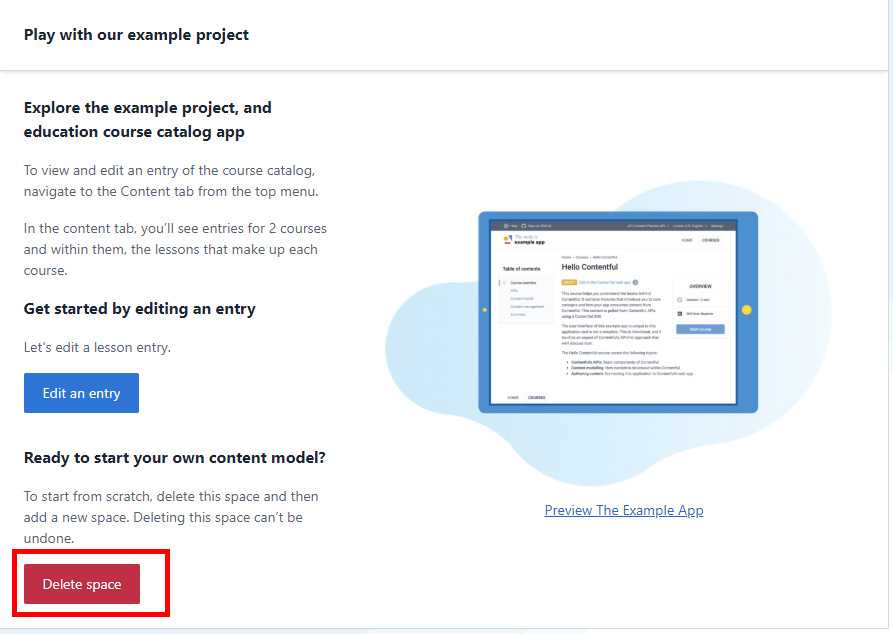 Play with our example project
Explore the example project, and
education course catalog app
To view and edit an entry of the course catalog,
navigate to the Content tab from the top menu.
In the content tab, you'll see entries for 2 courses
and within them, the lessons that make up each
course.
Get started by editing an entry
Let's edit a lesson entry.
Edit an entry
Ready to start your own content model?
To start from scratch, delete this space and then
add a new space. Deleting this space can't be
undone.
Delete space
example app
HOME COURSES
Table of contents
Hello Contentful
OVERVIEW
HOME COURSES
Preview The Example App